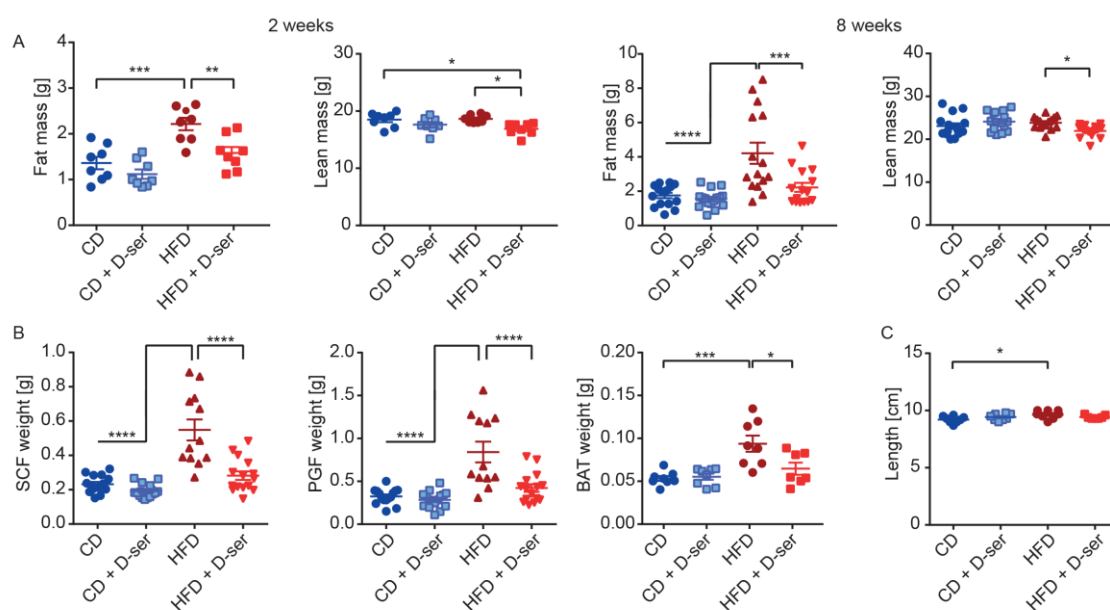 2 weeks
8 weeks
A
Fat mass [g]
4
3
2
1
0
***
**
CD
CD + D-ser
HFD
HFD + D-ser
Lean mass [g]
30
20
10
0
*
*
CD
CD + D-ser
HFD
HFD + D-ser
Fat mass [g]
10
8
6
4
2
0
****
***
CD
CD + D-ser
HFD
HFD + D-ser
Lean mass [g]
40
30
20
10
0
*
CD
CD + D-ser
HFD
HFD + D-ser
B
SCF weight [g]
1.0
0.8
0.6
0.4
0.2
0.0
****
****
CD
CD + D-ser
HFD
HFD + D-ser
PGF weight [g]
2.0
1.5
1.0
0.5
0.0
****
****
CD
CD + D-ser
HFD
HFD + D-ser
BAT weight [g]
0.20
0.15
0.10
0.05
0.00
***
*
CD
CD + D-ser
HFD
HFD + D-ser
C
Length [cm]
15
10
5
0
*
CD
CD + D-ser
HFD
HFD + D-ser